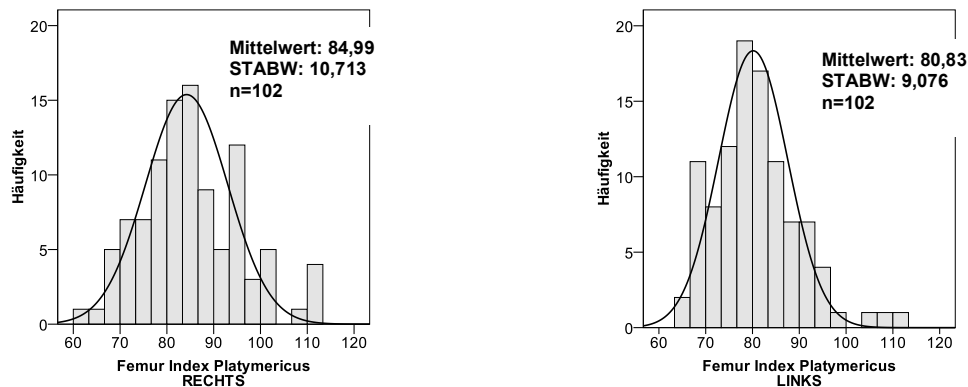 20
15
10
5
0
Häufigkeit
Mittelwert: 84,99
STABW: 10,713
n=102
60 70 80 90 100 110 120
Femur Index Platymericus
RECHTS
20
15
10
5
0
Häufigkeit
Mittelwert: 80,83
STABW: 9,076
n=102
60 70 80 90 100 110 120
Femur Index Platymericus
LINKS